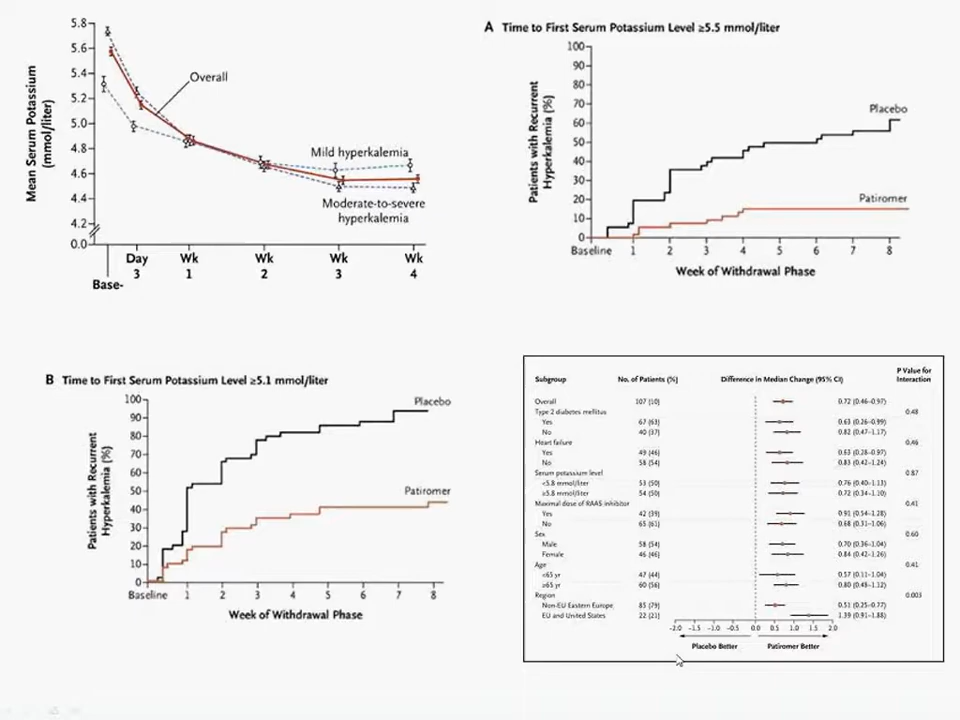 5.8
5.6
5.4
5.2
5.0
4.8
4.6
4.4
4.2
0.0
Mean Serum Potassium
(mmol/liter)
Overall
Mild hyperkalemia
Moderate-to-severe
hyperkalemia
Day Wk Wk Wk Wk
3 1 2 3 4
Base-
A Time to First Serum Potassium Level ≥5.5 mmol/liter
100
90
80
70
60
50
40
30
20
10
0
Patients with Recurrent
Hyperkalemia (%)
Placebo
Patiromer
Baseline 1 2 3 4 5 6 7 8
Week of Withdrawal Phase
B Time to First Serum Potassium Level ≥5.1 mmol/liter
100
90
80
70
60
50
40
30
20
10
0
Patients with Recurrent
Hyperkalemia (%)
Placebo
Patiromer
Baseline 1 2 3 4 5 6 7 8
Week of Withdrawal Phase
Subgroup No. of Patients (%) Difference in Median Change (95% CI) P Value for
Interaction
Overall 107 (10) 0.72 (0.46–0.97)
Type 2 diabetes mellitus 0.48
Yes 67 (63) 0.63 (0.26–0.99)
No 40 (37) 0.82 (0.47–1.17)
Heart failure 0.46
Yes 49 (46) 0.63 (0.28–0.97)
No 58 (54) 0.83 (0.42–1.24)
Serum potassium level 0.87
<5.8 mmol/liter 53 (50) 0.76 (0.40–1.13)
≥5.8 mmol/liter 54 (50) 0.72 (0.34–1.10)
Maximal dose of RAAS inhibitor 0.41
Yes 42 (39) 0.91 (0.54–1.28)
No 65 (61) 0.68 (0.31–1.06)
Sex 0.60
Male 58 (54) 0.70 (0.36–1.04)
Female 46 (46) 0.84 (0.42–1.26)
Age 0.41
<65 yr 47 (44) 0.57 (0.11–1.04)
≥65 yr 60 (56) 0.80 (0.48–1.12)
Region 0.003
Non-EU Eastern Europe 85 (79) 0.51 (0.25–0.77)
EU and United States 22 (21) 1.39 (0.91–1.88)
-2.0 -1.5 -1.0 -0.5 0.0 0.5 1.0 1.5 2.0
Placebo Better Patiromer Better